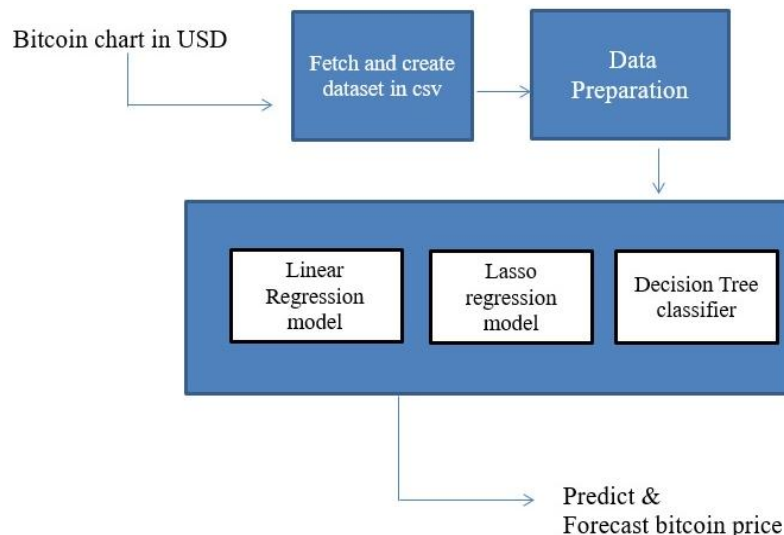 Bitcoin chart in USD
Fetch and create
dataset in csv
Data
Preparation
Linear
Regression
model
Lasso
regression
model
Decision Tree
classifier
Predict &
Forecast bitcoin price